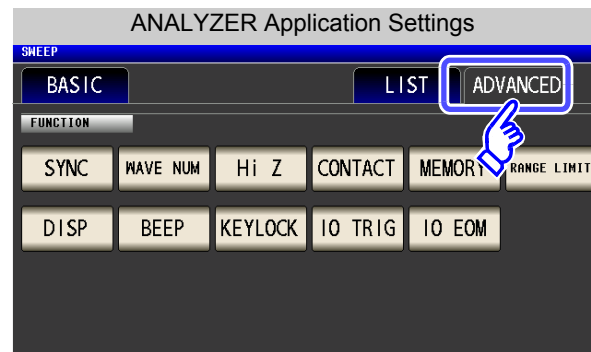 ANALYZER Application Settings
SWEEP
BASIC LIST ADVANCED
FUNCTION
SYNC WAVE NUM Hi Z CONTACT MEMORY RANGE LIMIT
DISP BEEP KEYLOCK IO TRIG IO EOM